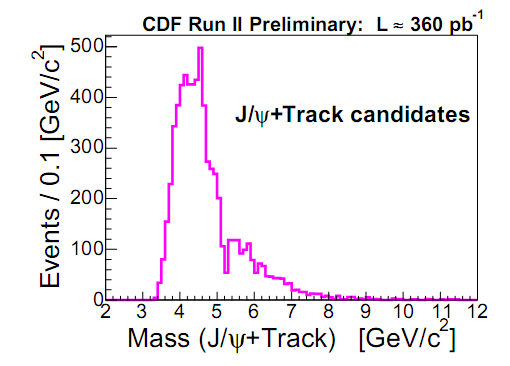 CDF Run II Preliminary: L ≈ 360 pb⁻¹
Events / 0.1 [GeV/c²]
500
400
300
200
100
0
J/ψ+Track candidates
2 3 4 5 6 7 8 9 10 11 12
Mass (J/ψ+Track) [GeV/c²]